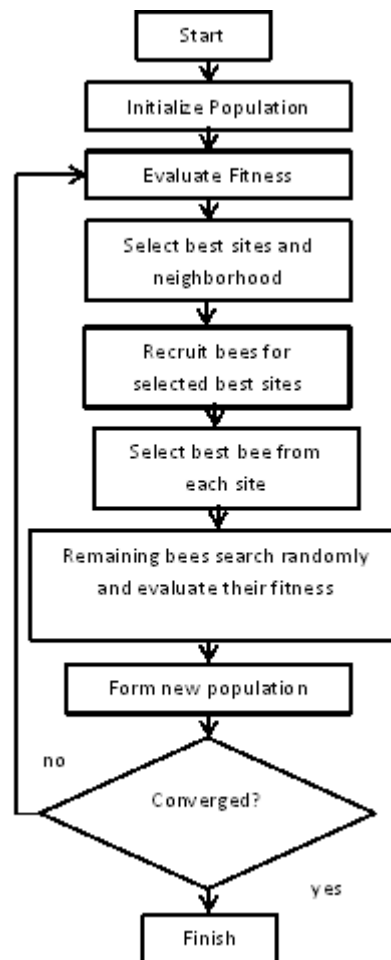 Start
Initialize Population
Evaluate Fitness
Select best sites and
neighborhood
Recruit bees for
selected best sites
Select best bee from
each site
Remaining bees search randomly
and evaluate their fitness
Form new population
no
Converged?
yes
Finish